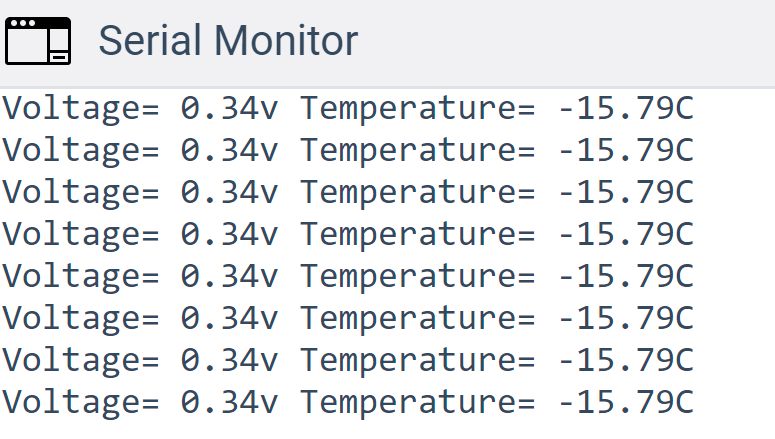 Serial Monitor
Voltage= 0.34v Temperature= -15.79C
Voltage= 0.34v Temperature= -15.79C
Voltage= 0.34v Temperature= -15.79C
Voltage= 0.34v Temperature= -15.79C
Voltage= 0.34v Temperature= -15.79C
Voltage= 0.34v Temperature= -15.79C
Voltage= 0.34v Temperature= -15.79C
Voltage= 0.34v Temperature= -15.79C